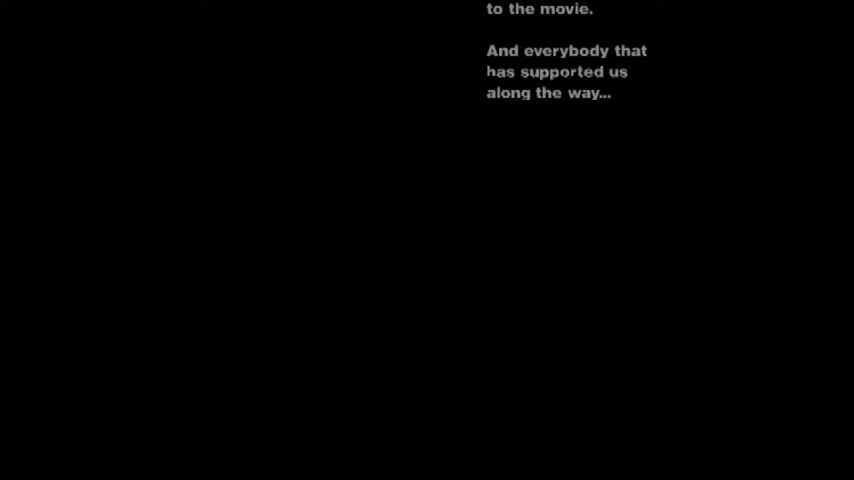 to the movie.
And everybody that
has supported us
along the way...